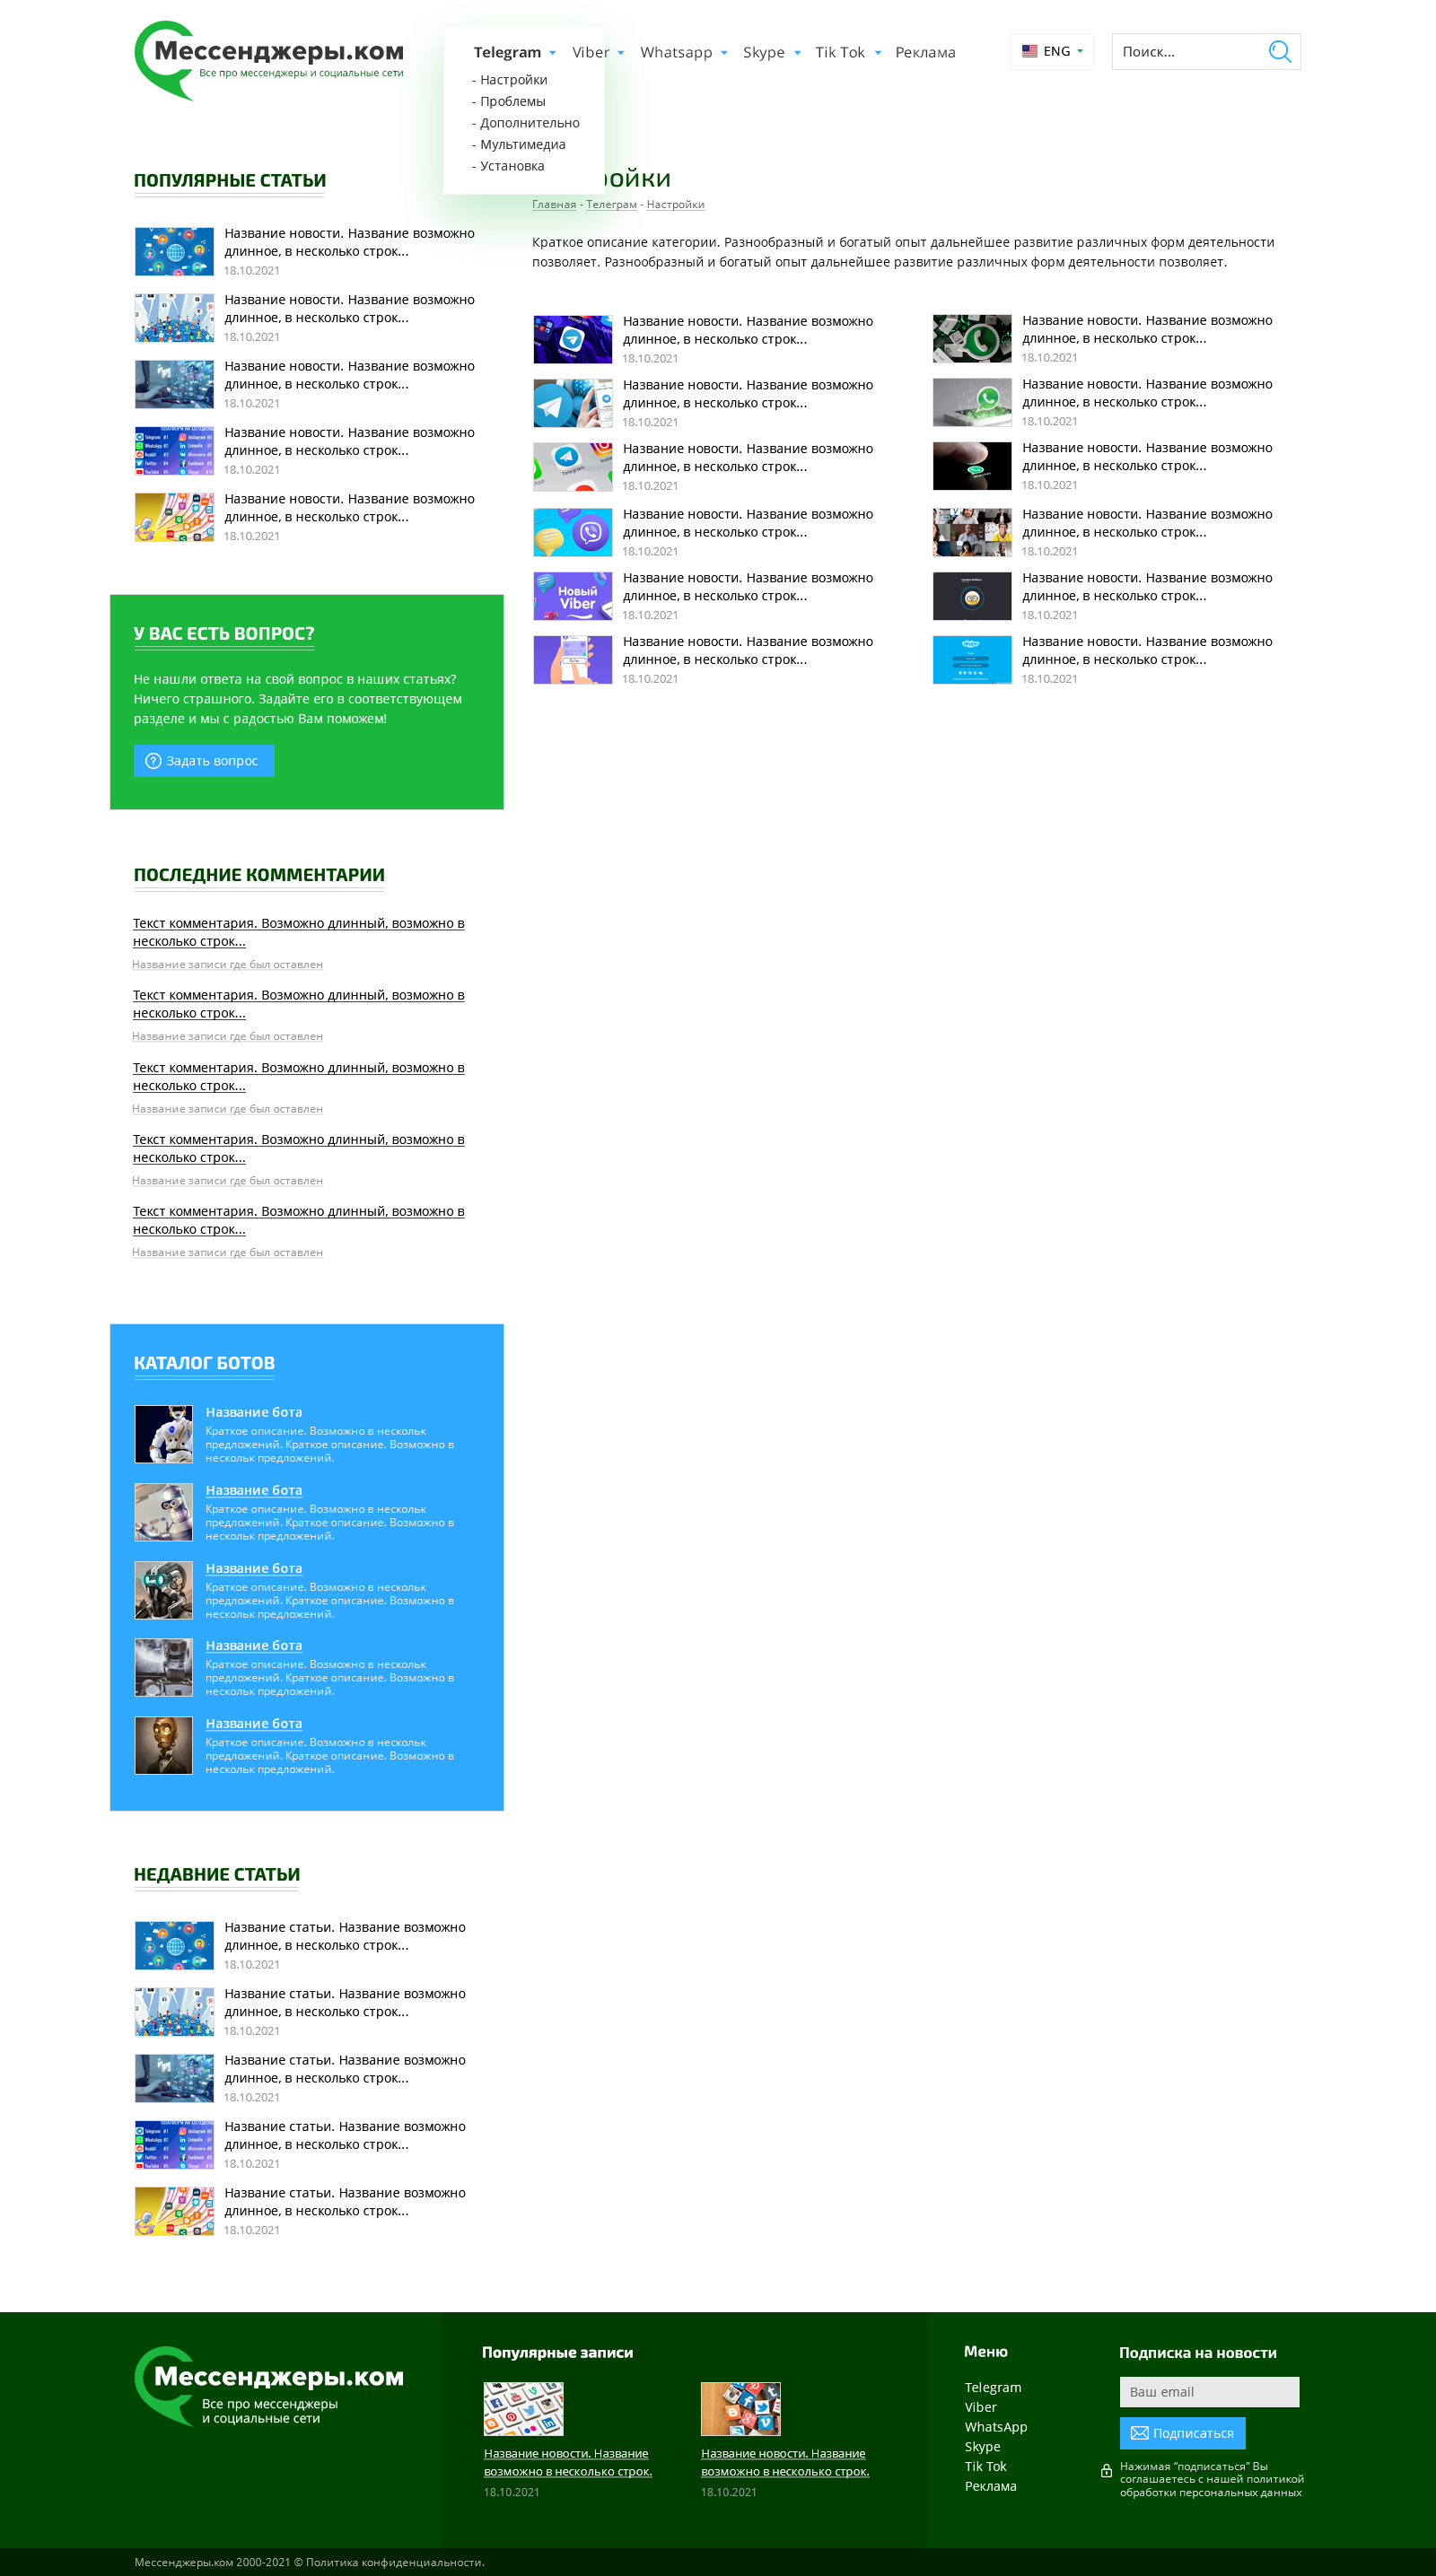 Мессенджеры.ком
Все про мессенджеры и социальные сети
Telegram
Viber
Whatsapp
Skype
Tik Tok
Реклама
ENG
Поиск...
- Настройки
- Проблемы
- Дополнительно
- Мультимедиа
- Установка
ройки
Главная - Телеграм - Настройки
Краткое описание категории. Разнообразный и богатый опыт дальнейшее развитие различных форм деятельности
позволяет. Разнообразный и богатый опыт дальнейшее развитие различных форм деятельности позволяет.
ПОПУЛЯРНЫЕ СТАТЬИ
Название новости. Название возможно
длинное, в несколько строк...
18.10.2021
Название новости. Название возможно
длинное, в несколько строк...
18.10.2021
Название новости. Название возможно
длинное, в несколько строк...
18.10.2021
Название новости. Название возможно
длинное, в несколько строк...
18.10.2021
Название новости. Название возможно
длинное, в несколько строк...
18.10.2021
Название новости. Название возможно
длинное, в несколько строк...
18.10.2021
Название новости. Название возможно
длинное, в несколько строк...
18.10.2021
Название новости. Название возможно
длинное, в несколько строк...
18.10.2021
Название новости. Название возможно
длинное, в несколько строк...
18.10.2021
Новый
Viber
Название новости. Название возможно
длинное, в несколько строк...
18.10.2021
Название новости. Название возможно
длинное, в несколько строк...
18.10.2021
Название новости. Название возможно
длинное, в несколько строк...
18.10.2021
Название новости. Название возможно
длинное, в несколько строк...
18.10.2021
Название новости. Название возможно
длинное, в несколько строк...
18.10.2021
Название новости. Название возможно
длинное, в несколько строк...
18.10.2021
Название новости. Название возможно
длинное, в несколько строк...
18.10.2021
Название новости. Название возможно
длинное, в несколько строк...
18.10.2021
У ВАС ЕСТЬ ВОПРОС?
Не нашли ответа на свой вопрос в наших статьях?
Ничего страшного. Задайте его в соответствующем
разделе и мы с радостью Вам поможем!
Задать вопрос
ПОСЛЕДНИЕ КОММЕНТАРИИ
Текст комментария. Возможно длинный, возможно в
несколько строк...
Название записи где был оставлен
Текст комментария. Возможно длинный, возможно в
несколько строк...
Название записи где был оставлен
Текст комментария. Возможно длинный, возможно в
несколько строк...
Название записи где был оставлен
Текст комментария. Возможно длинный, возможно в
несколько строк...
Название записи где был оставлен
Текст комментария. Возможно длинный, возможно в
несколько строк...
Название записи где был оставлен
КАТАЛОГ БОТОВ
Название бота
Краткое описание. Возможно в нескольк
предложений. Краткое описание. Возможно в
нескольк предложений.
Название бота
Краткое описание. Возможно в нескольк
предложений. Краткое описание. Возможно в
нескольк предложений.
Название бота
Краткое описание. Возможно в нескольк
предложений. Краткое описание. Возможно в
нескольк предложений.
Название бота
Краткое описание. Возможно в нескольк
предложений. Краткое описание. Возможно в
нескольк предложений.
Название бота
Краткое описание. Возможно в нескольк
предложений. Краткое описание. Возможно в
нескольк предложений.
НЕДАВНИЕ СТАТЬИ
Название статьи. Название возможно
длинное, в несколько строк...
18.10.2021
Название статьи. Название возможно
длинное, в несколько строк...
18.10.2021
Название статьи. Название возможно
длинное, в несколько строк...
18.10.2021
Название статьи. Название возможно
длинное, в несколько строк...
18.10.2021
Название статьи. Название возможно
длинное, в несколько строк...
18.10.2021
Мессенджеры.ком
Все про мессенджеры
и социальные сети
Популярные записи
Название новости. Название
возможно в несколько строк.
18.10.2021
Название новости. Название
возможно в несколько строк.
18.10.2021
Меню
Telegram
Viber
WhatsApp
Skype
Tik Tok
Реклама
Подписка на новости
Ваш email
Подписаться
Нажимая “подписаться” Вы
соглашаетесь с нашей политикой
обработки персональных данных
Мессенджеры.ком 2000-2021 © Политика конфиденциальности.